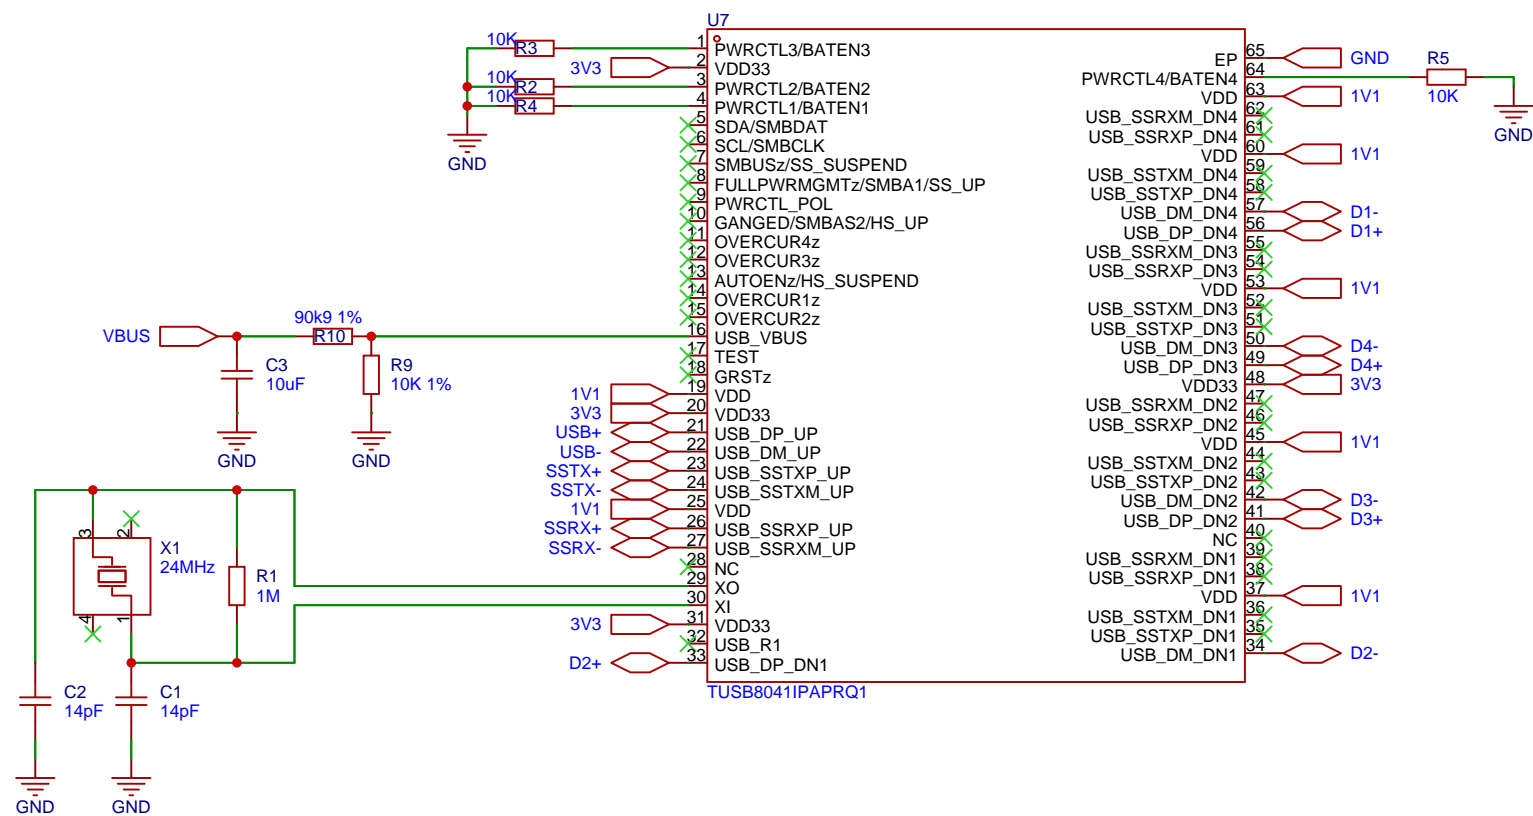 U7
10K
R3
3V3
10K
R2
10K
R4
GND
1 PWRCTL3/BATEN3
2 VDD33
3 PWRCTL2/BATEN2
4 PWRCTL1/BATEN1
5 SDA/SMBDAT
6 SCL/SMBCLK
7 SMBUSz/SS_SUSPEND
8 FULLPWRMGMTz/SMBA1/SS_UP
9 PWRCTL_POL
10 GANGED/SMBAS2/HS_UP
11 OVERCUR4z
12 OVERCUR3z
13 AUTOENz/HS_SUSPEND
14 OVERCUR1z
15 OVERCUR2z
16 USB_VBUS
17 TEST
18 GRSTz
1V1 19 VDD
3V3 20 VDD33
USB+ 21 USB_DP_UP
USB- 22 USB_DM_UP
SSTX+ 23 USB_SSTXP_UP
SSTX- 24 USB_SSTXM_UP
1V1 25 VDD
SSRX+ 26 USB_SSRXP_UP
SSRX- 27 USB_SSRXM_UP
28 NC
29 XO
30 XI
3V3 31 VDD33
32 USB_R1
D2+ 33 USB_DP_DN1
TUSB8041IPAPRQ1
EP 65 GND
PWRCTL4/BATEN4 64
R5
10K
GND
VDD 63 1V1
USB_SSRXM_DN4 62
USB_SSRXP_DN4 61
VDD 60 1V1
USB_SSTXM_DN4 59
USB_SSTXP_DN4 58
USB_DM_DN4 57 D1-
USB_DP_DN4 56 D1+
USB_SSRXM_DN3 55
USB_SSRXP_DN3 54
VDD 53 1V1
USB_SSTXM_DN3 52
USB_SSTXP_DN3 51
USB_DM_DN3 50 D4-
USB_DP_DN3 49 D4+
VDD33 48 3V3
USB_SSRXM_DN2 47
USB_SSRXP_DN2 46
VDD 45 1V1
USB_SSTXM_DN2 44
USB_SSTXP_DN2 43
USB_DM_DN2 42 D3-
USB_DP_DN2 41 D3+
NC 40
USB_SSRXM_DN1 39
USB_SSRXP_DN1 38
VDD 37 1V1
USB_SSTXM_DN1 36
USB_SSTXP_DN1 35
USB_DM_DN1 34 D2-
VBUS
90k9 1%
R10
C3
10uF
R9
10K 1%
GND
GND
3
2
X1
24MHz
4
1
R1
1M
C2
14pF
C1
14pF
GND
GND